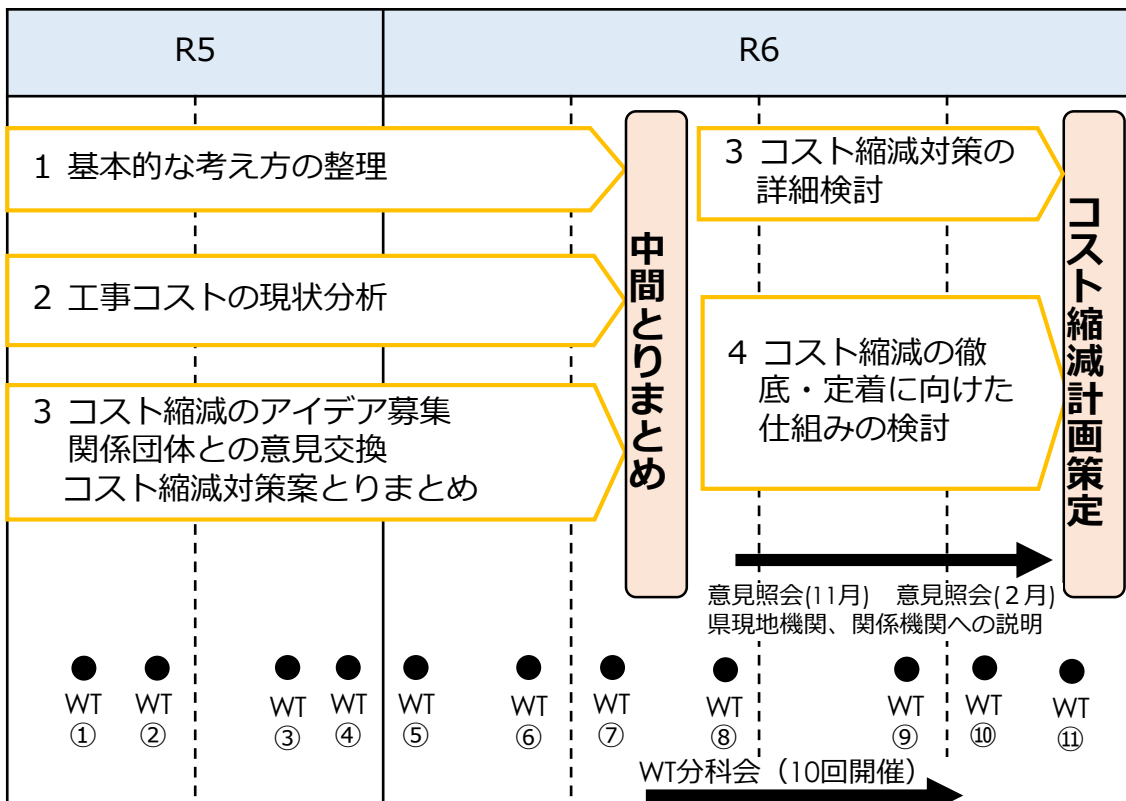 R5
R6
1 基本的な考え方の整理
2 工事コストの現状分析
3 コスト縮減のアイデア募集
関係団体との意見交換
コスト縮減対策案とりまとめ
中間とりまとめ
3 コスト縮減対策の
詳細検討
4 コスト縮減の徹
底・定着に向けた
仕組みの検討
コスト縮減計画策定
意見照会(11月) 意見照会(２月)
県現地機関、関係機関への説明
WT
①
WT
②
WT
③
WT
④
WT
⑤
WT
⑥
WT
⑦
WT
⑧
WT
⑨
WT
⑩
WT
⑪
WT分科会（10回開催）